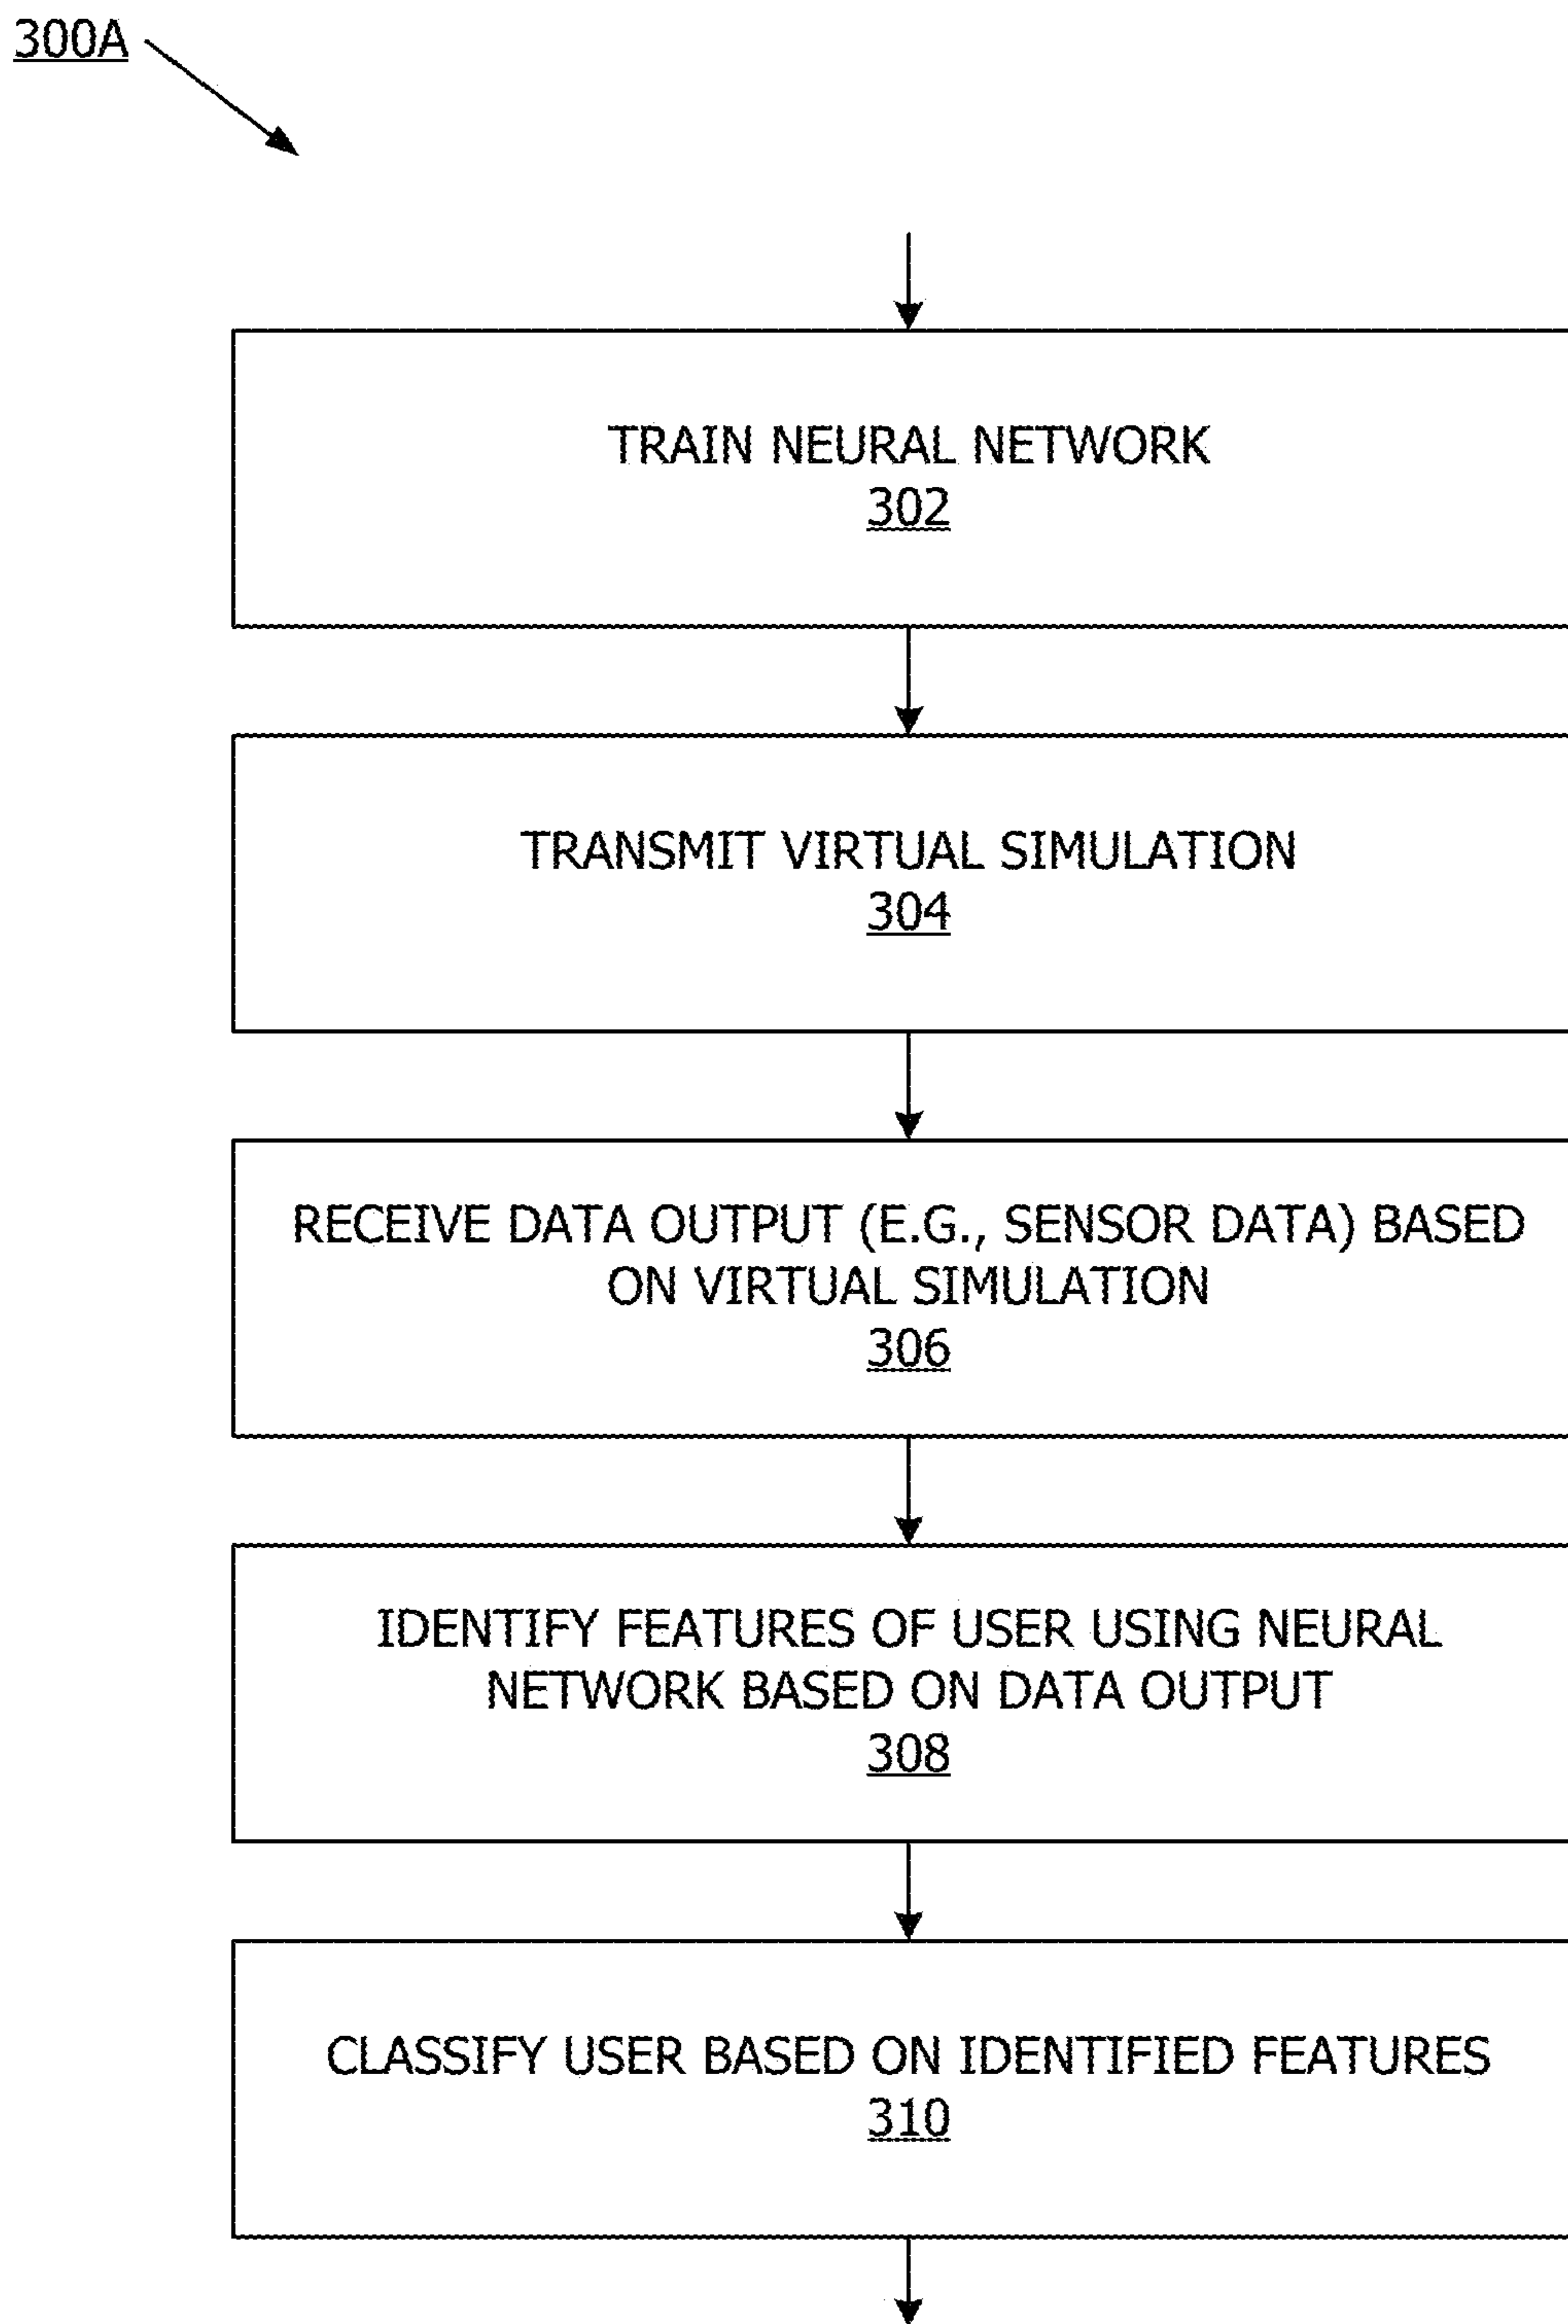 300A
TRAIN NEURAL NETWORK
302
TRANSMIT VIRTUAL SIMULATION
304
RECEIVE DATA OUTPUT (E.G., SENSOR DATA) BASED
ON VIRTUAL SIMULATION
306
IDENTIFY FEATURES OF USER USING NEURAL
NETWORK BASED ON DATA OUTPUT
308
CLASSIFY USER BASED ON IDENTIFIED FEATURES
310